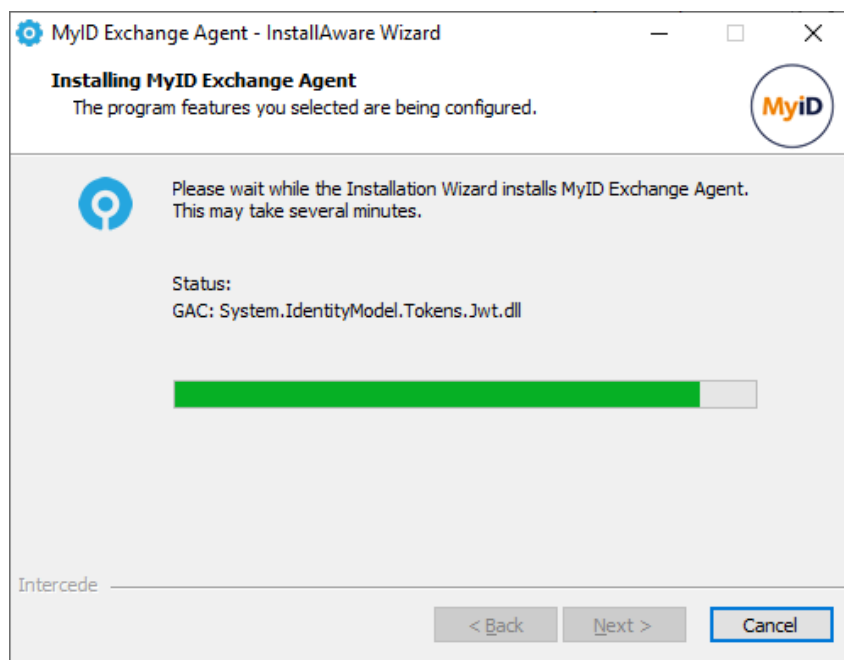 MyID Exchange Agent - InstallAware Wizard
Installing MyID Exchange Agent
The program features you selected are being configured.
MyiD
Please wait while the Installation Wizard installs MyID Exchange Agent.
This may take several minutes.
Status:
GAC: System.IdentityModel.Tokens.Jwt.dll
Intercede
< Back
Next >
Cancel